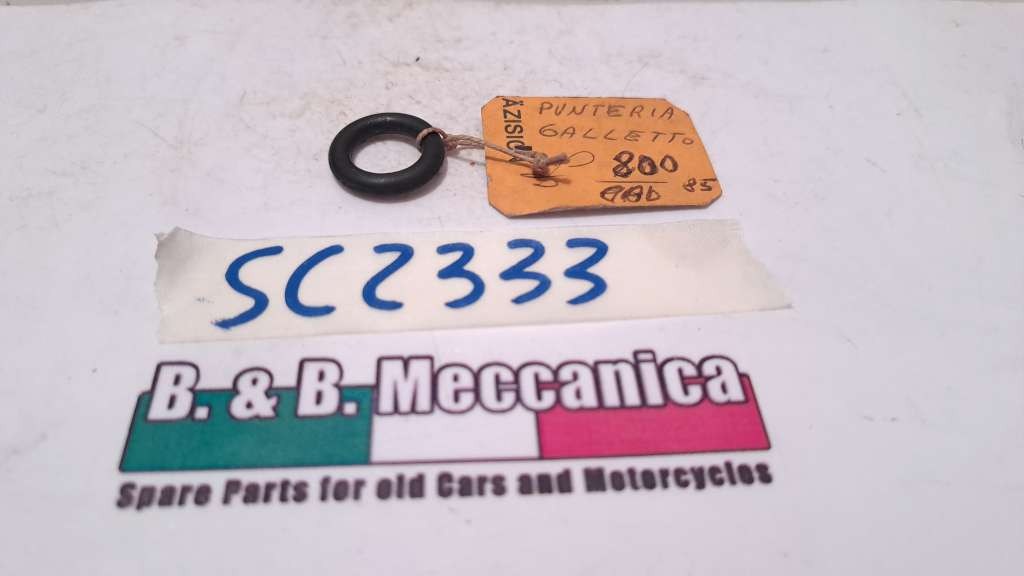 PUNTERIA
GALLETTO
800
85
SC2333
B. & B. Meccanica
Spare Parts for old Cars and Motorcycles